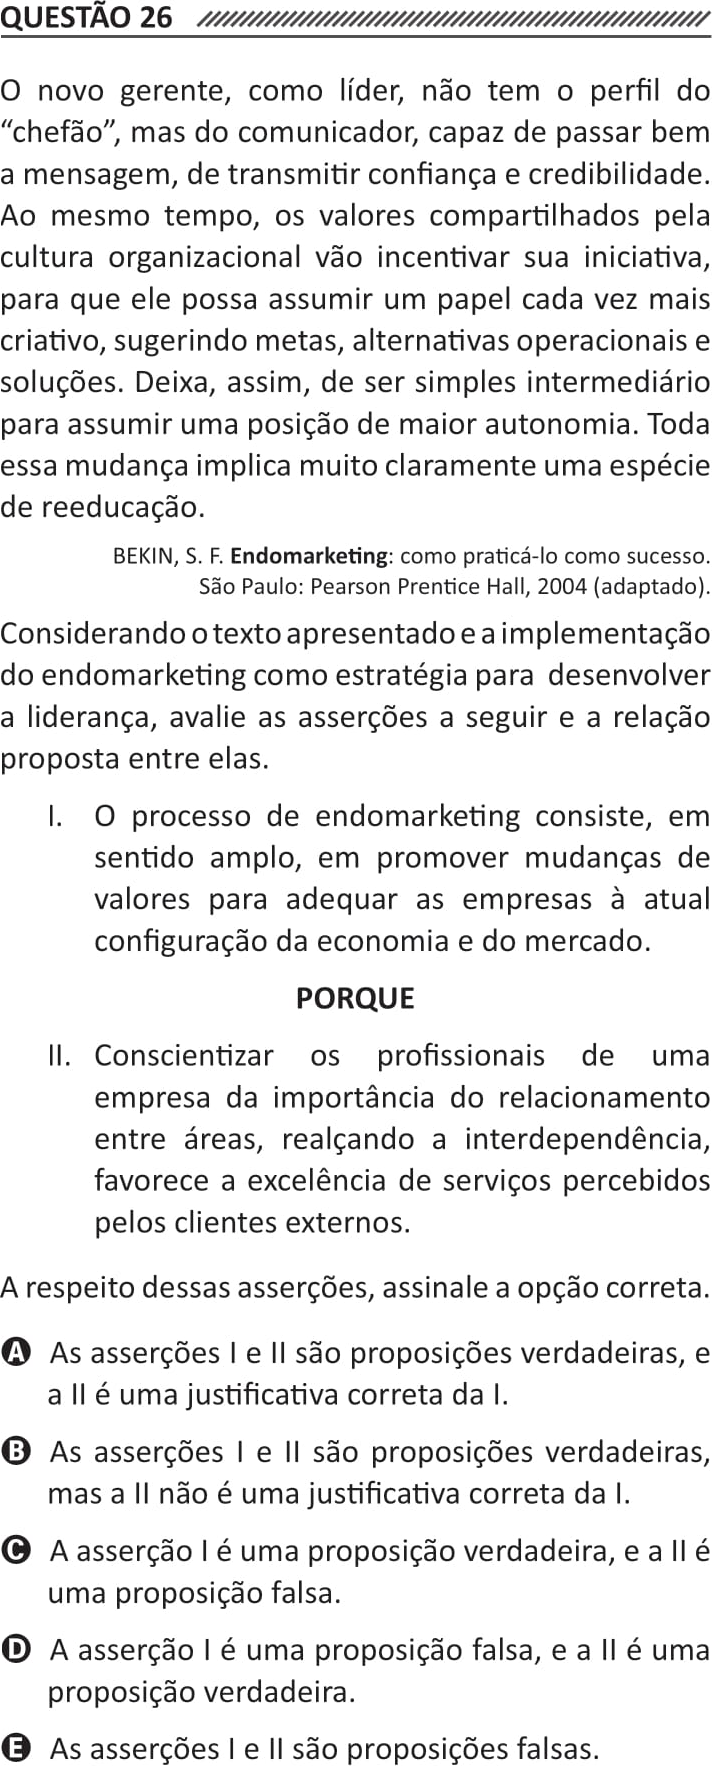 QUESTÃO 26
O novo gerente, como líder, não tem o perfil do
“chefão”, mas do comunicador, capaz de passar bem
a mensagem, de transmitir confiança e credibilidade.
Ao mesmo tempo, os valores compartilhados pela
cultura organizacional vão incentivar sua iniciativa,
para que ele possa assumir um papel cada vez mais
criativo, sugerindo metas, alternativas operacionais e
soluções. Deixa, assim, de ser simples intermediário
para assumir uma posição de maior autonomia. Toda
essa mudança implica muito claramente uma espécie
de reeducação.
BEKIN, S. F. Endomarketing: como praticá-lo como sucesso.
São Paulo: Pearson Prentice Hall, 2004 (adaptado).
Considerando o texto apresentado e a implementação
do endomarketing como estratégia para desenvolver
a liderança, avalie as asserções a seguir e a relação
proposta entre elas.
I. O processo de endomarketing consiste, em
sentido amplo, em promover mudanças de
valores para adequar as empresas à atual
configuração da economia e do mercado.
PORQUE
II. Conscientizar os profissionais de uma
empresa da importância do relacionamento
entre áreas, realçando a interdependência,
favorece a excelência de serviços percebidos
pelos clientes externos.
A respeito dessas asserções, assinale a opção correta.
A As asserções I e II são proposições verdadeiras, e
a II é uma justificativa correta da I.
B As asserções I e II são proposições verdadeiras,
mas a II não é uma justificativa correta da I.
C A asserção I é uma proposição verdadeira, e a II é
uma proposição falsa.
D A asserção I é uma proposição falsa, e a II é uma
proposição verdadeira.
E As asserções I e II são proposições falsas.